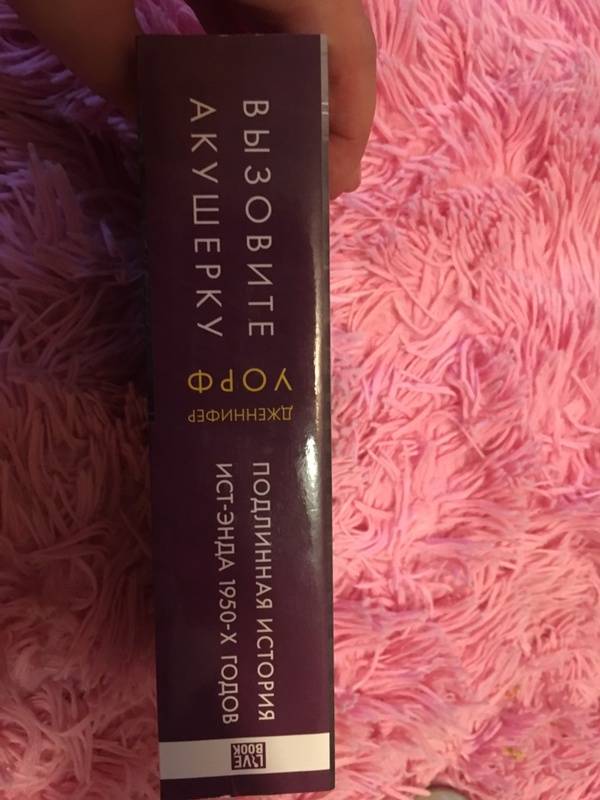 ВЫЗОВИТЕ
АКУШЕРКУ
ДЖЕННИФЕР
УОРФ
ПОДЛИННАЯ ИСТОРИЯ
ИСТ-ЭНДА 1950-Х ГОДОВ
LIVE
BOOK